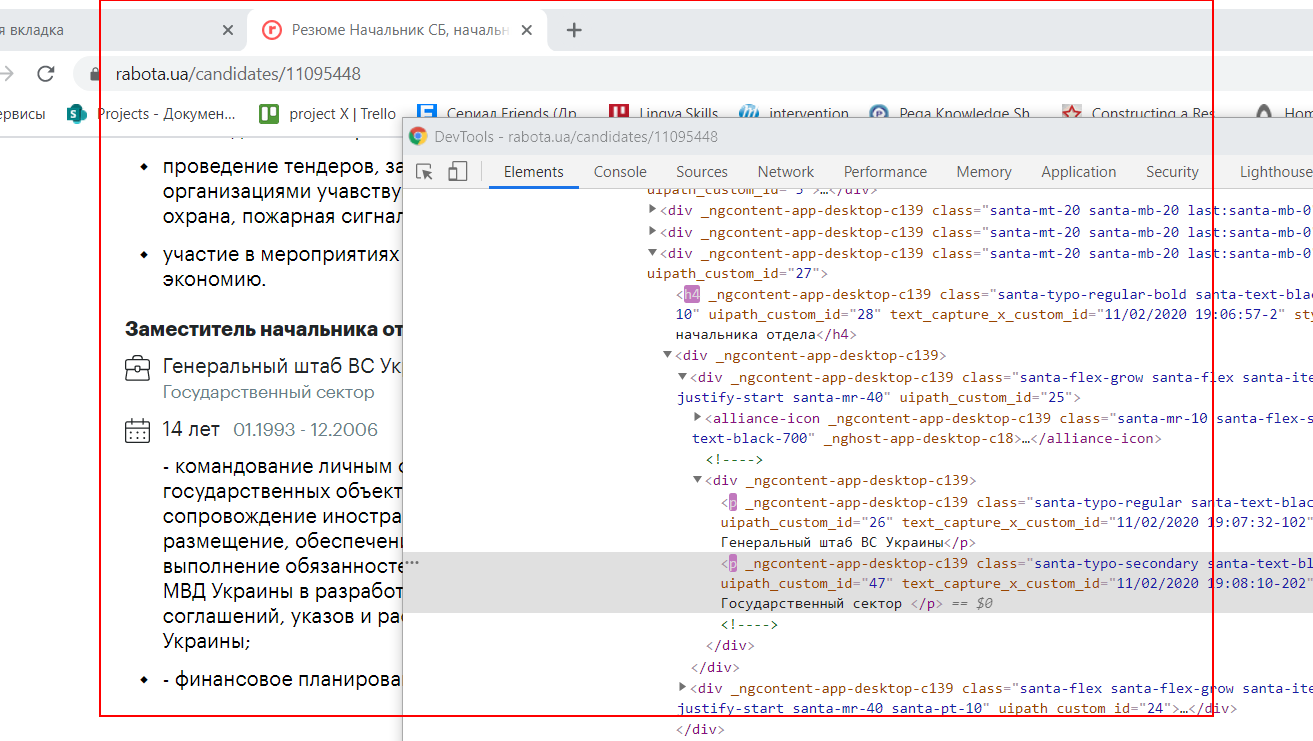 я вкладка
Резюме Начальник СБ, начальн
rabota.ua/candidates/11095448
ервисы
Projects - Докумен...
project X | Trello
Сериал Friends (Др
Lingva Skills
intervention
Pega Knowledge Sh
Constructing a Res
Hom
DevTools - rabota.ua/candidates/11095448
Elements Console Sources Network Performance Memory Application Security Lighthouse
проведение тендеров, за
организациями учавству
охрана, пожарная сигнал
участие в мероприятиях
экономию.
Заместитель начальника от
Генеральный штаб ВС Ук
Государственный сектор
14 лет 01.1993 - 12.2006
- командование личным с
государственных объект
сопровождение иностра
размещение, обеспечен
выполнение обязанносте
МВД Украины в разработ
соглашений, указов и ра
Украины;
- финансовое планирова
uipath_custom_id="5">…</div>
<div _ngcontent-app-desktop-c139 class="santa-mt-20 santa-mb-20 last:santa-mb-0
<div _ngcontent-app-desktop-c139 class="santa-mt-20 santa-mb-20 last:santa-mb-0
<div _ngcontent-app-desktop-c139 class="santa-mt-20 santa-mb-20 last:santa-mb-0
uipath_custom_id="27">
<h4 _ngcontent-app-desktop-c139 class="santa-typo-regular-bold santa-text-blac
10" uipath_custom_id="28" text_capture_x_custom_id="11/02/2020 19:06:57-2" sty
начальника отдела</h4>
<div _ngcontent-app-desktop-c139>
<div _ngcontent-app-desktop-c139 class="santa-flex-grow santa-flex santa-ite
justify-start santa-mr-40" uipath_custom_id="25">
<alliance-icon _ngcontent-app-desktop-c139 class="santa-mr-10 santa-flex-s
text-black-700" _nghost-app-desktop-c18>…</alliance-icon>
<!---->
<div _ngcontent-app-desktop-c139>
<p _ngcontent-app-desktop-c139 class="santa-typo-regular santa-text-blac
uipath_custom_id="26" text_capture_x_custom_id="11/02/2020 19:07:32-102"
Генеральный штаб ВС Украины</p>
<p _ngcontent-app-desktop-c139 class="santa-typo-secondary santa-text-bl
uipath_custom_id="47" text_capture_x_custom_id="11/02/2020 19:08:10-202"
Государственный сектор </p> == $0
<!---->
</div>
</div>
<div _ngcontent-app-desktop-c139 class="santa-flex santa-flex-grow santa-ite
justify-start santa-mr-40 santa-pt-10" uipath_custom_id="24">…</div>
</div>